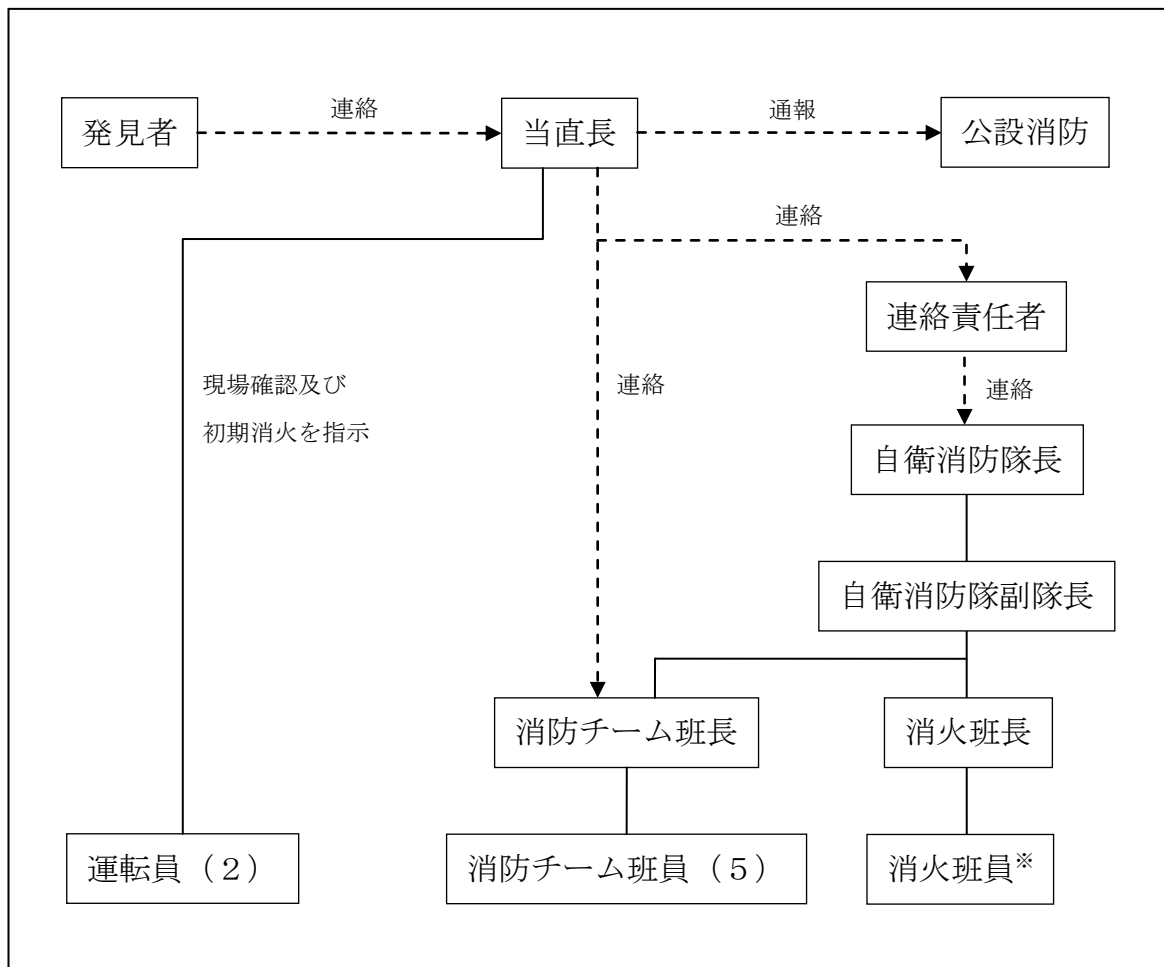 発見者
連絡
当直長
通報
公設消防
連絡
連絡責任者
現場確認及び
初期消火を指示
連絡
連絡
自衛消防隊長
自衛消防隊副隊長
消防チーム班長
消火班長
運転員（２）
消防チーム班員（５）
消火班員※